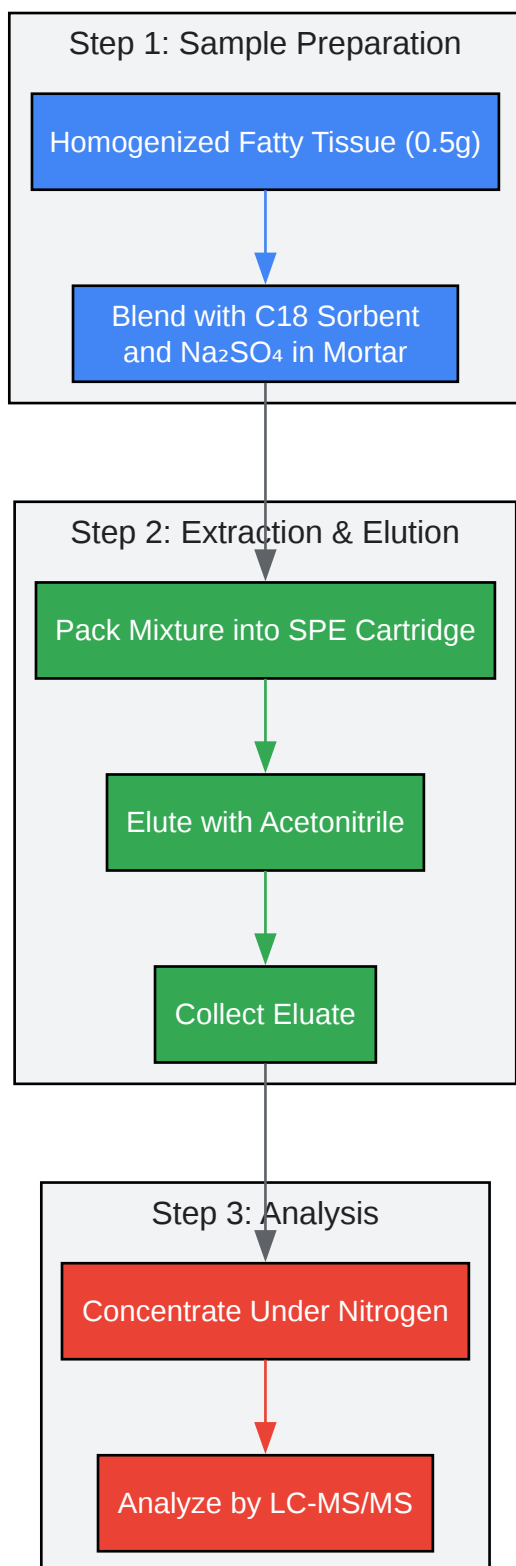 Step 1: Sample Preparation
Homogenized Fatty Tissue (0.5g)
Blend with C18 Sorbent
and Na₂SO₄ in Mortar
Step 2: Extraction & Elution
Pack Mixture into SPE Cartridge
Elute with Acetonitrile
Collect Eluate
Step 3: Analysis
Concentrate Under Nitrogen
Analyze by LC-MS/MS